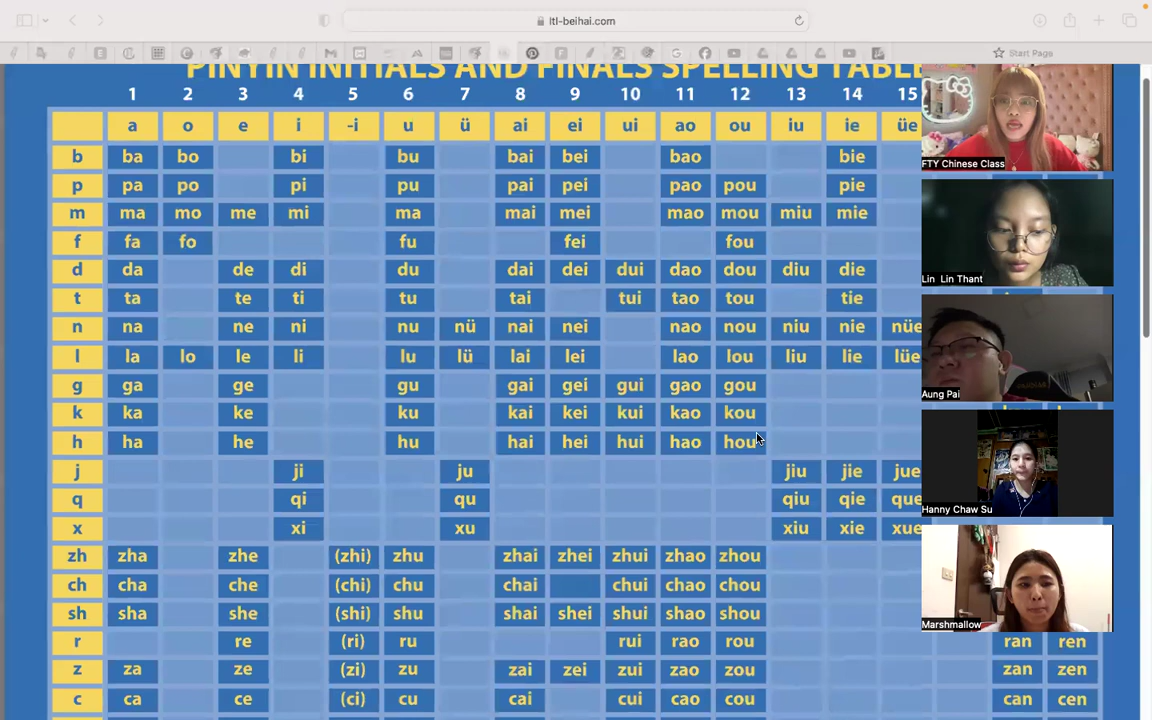 ltl-beihai.com
Start Page
PINYIN INITIALS AND FINALS SPELLING TABLE
1 2 3 4 5 6 7 8 9 10 11 12 13 14 15
a o e i -i u ü ai ei ui ao ou iu ie üe
b ba bo bi bu bai bei bao bie
p pa po pi pu pai pei pao pou pie
m ma mo me mi ma mai mei mao mou miu mie
f fa fo fu fei fou
d da de di du dai dei dui dao dou diu die
t ta te ti tu tai tui tao tou tie
n na ne ni nu nü nai nei nao nou niu nie nüe
l la lo le li lu lü lai lei lao lou liu lie lüe
g ga ge gu gai gei gui gao gou
k ka ke ku kai kei kui kao kou
h ha he hu hai hei hui hao hou
j ji ju jiu jie jue
q qi qu qiu qie que
x xi xu xiu xie xue
zh zha zhe (zhi) zhu zhai zhei zhui zhao zhou
ch cha che (chi) chu chai chui chao chou
sh sha she (shi) shu shai shei shui shao shou
r re (ri) ru rui rao rou ran ren
z za ze (zi) zu zai zei zui zao zou zan zen
c ca ce (ci) cu cai cui cao cou can cen
FTY Chinese Class
Lin Lin Thant
Aung Pai
Hanny Chaw Su
Marshmallow